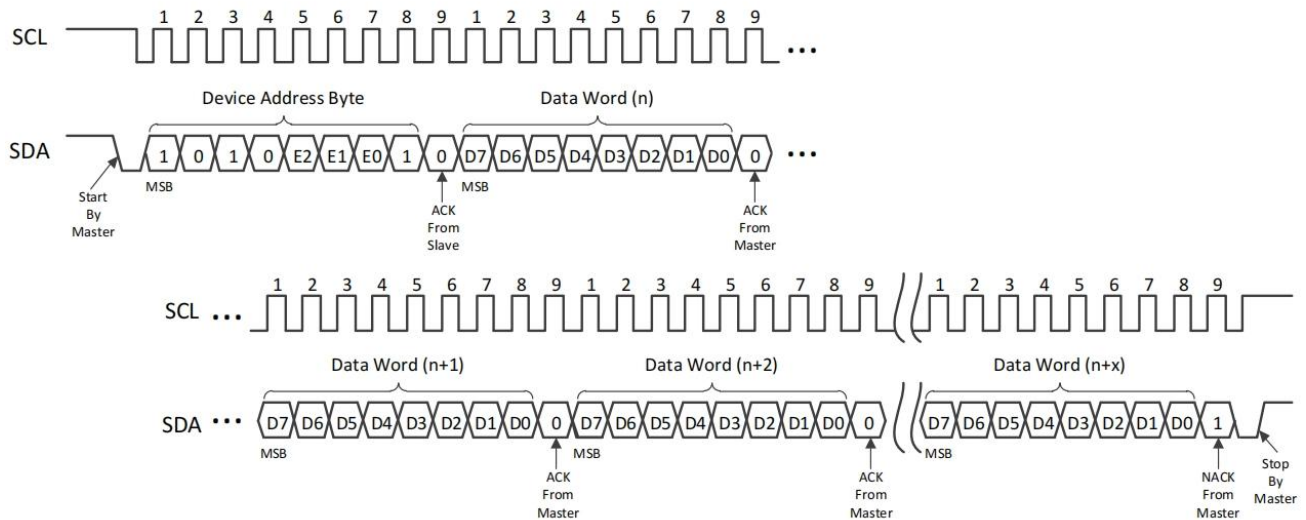 1 2 3 4 5 6 7 8 9 1 2 3 4 5 6 7 8 9
SCL ...
Device Address Byte Data Word (n)
SDA 1 0 1 0 E2 E1 E0 1 0 D7 D6 D5 D4 D3 D2 D1 D0 0 ...
MSB MSB
Start
By
Master
ACK
From
Slave
ACK
From
Master
1 2 3 4 5 6 7 8 9 1 2 3 4 5 6 7 8 9 1 2 3 4 5 6 7 8 9
SCL ...
Data Word (n+1) Data Word (n+2) Data Word (n+x)
SDA ... D7 D6 D5 D4 D3 D2 D1 D0 0 D7 D6 D5 D4 D3 D2 D1 D0 0 D7 D6 D5 D4 D3 D2 D1 D0 1
MSB MSB MSB
ACK
From
Master
ACK
From
Master
NACK
From
Master
Stop
By
Master